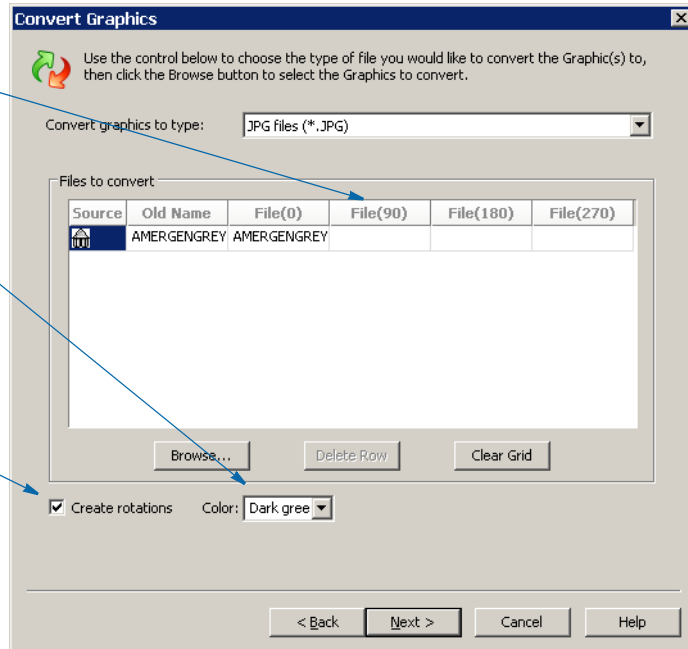 Convert Graphics
Use the control below to choose the type of file you would like to convert the Graphic(s) to,
then click the Browse button to select the Graphics to convert.
Convert graphics to type: JPG files (*.JPG)
Files to convert
Source Old Name File(0) File(90) File(180) File(270)
AMERGENGREY AMERGENGREY
Browse... Delete Row Clear Grid
Create rotations Color: Dark gree
< Back Next > Cancel Help